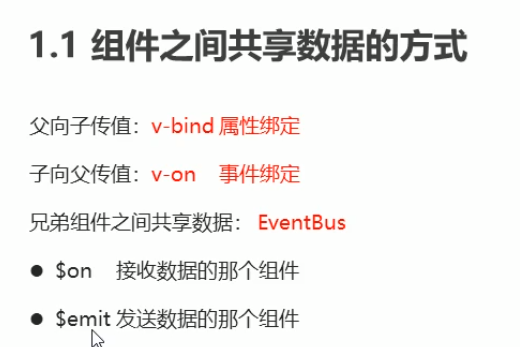 1.1 组件之间共享数据的方式
父向子传值：v-bind 属性绑定
子向父传值：v-on 事件绑定
兄弟组件之间共享数据： EventBus
● $on 接收数据的那个组件
● $emit 发送数据的那个组件